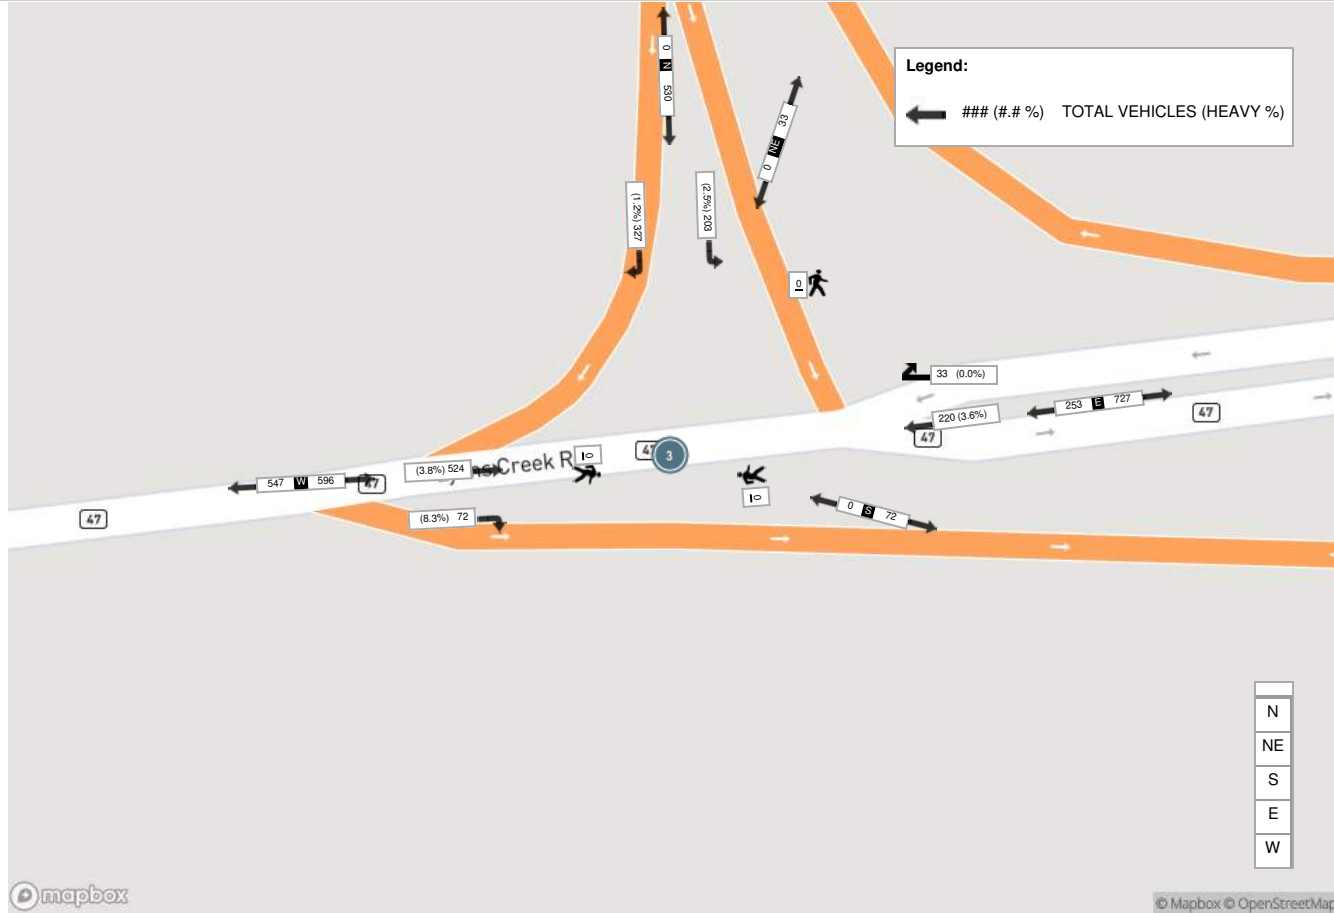 Legend:
### (#.# %) TOTAL VEHICLES (HEAVY %)
0 N 530
0 NE 33
(1.2%) 327
(2.5%) 203
0
33 (0.0%)
220 (3.6%)
253 E 727
47
47
47
Creek R
0
3
(3.8%) 524
547 W 596
47
47
0
0 S 72
(8.3%) 72
N
NE
S
E
W
mapbox
© Mapbox © OpenStreetMap